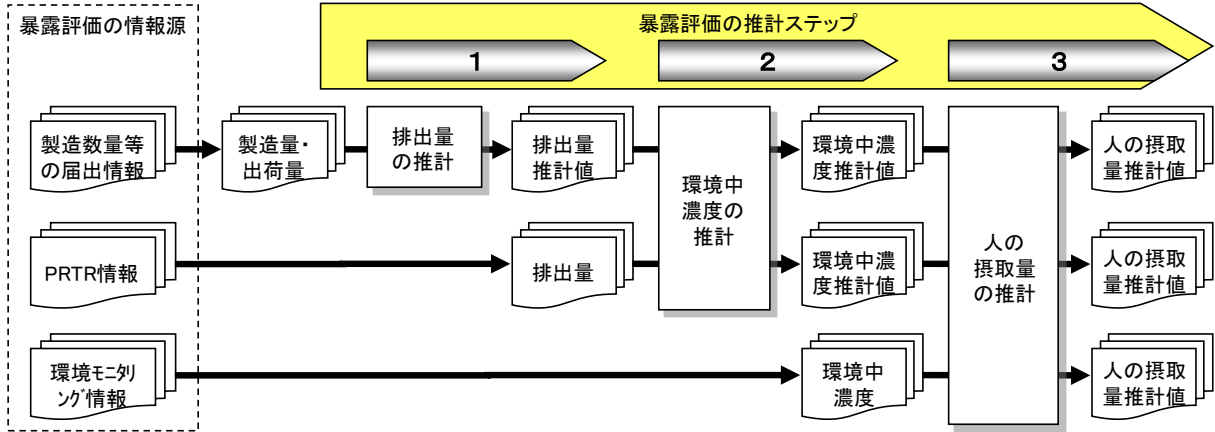 暴露評価の情報源
暴露評価の推計ステップ
1
2
3
製造数量等
の届出情報
製造量・
出荷量
排出量
の推計
排出量
推計値
環境中
濃度の
推計
環境中濃
度推計値
人の
摂取量
の推計
人の摂取
量推計値
PRTR情報
排出量
環境中濃
度推計値
人の摂取
量推計値
環境ﾓﾆﾀﾘ
ﾝｸﾞ情報
環境中
濃度
人の摂取
量推計値